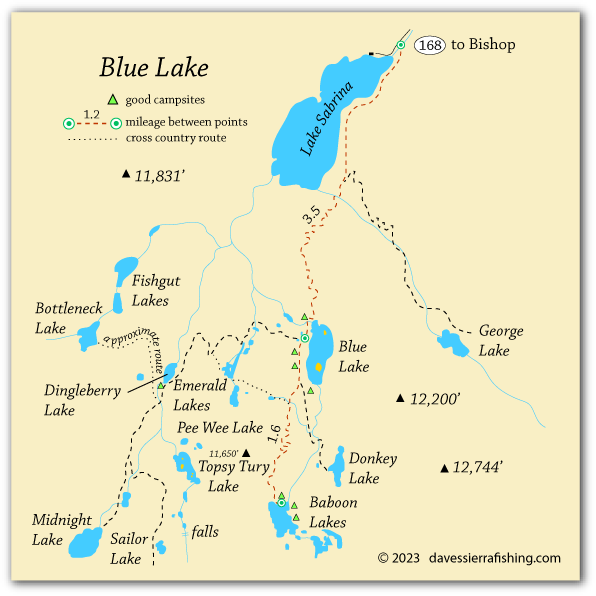 168 to Bishop
Blue Lake
good campsites
1.2
mileage between points
cross country route
Lake Sabrina
11,831’
3.5
Fishgut
Lakes
Bottleneck
Lake
approximate route
George
Lake
Blue
Lake
Dingleberry
Lake
Emerald
Lakes
12,200’
Pee Wee Lake
1.6
11,650’
Topsy Tury
Lake
Donkey
Lake
12,744’
Baboon
Lakes
Midnight
Lake
Sailor
Lake
falls
© 2023 davessierrafishing.com